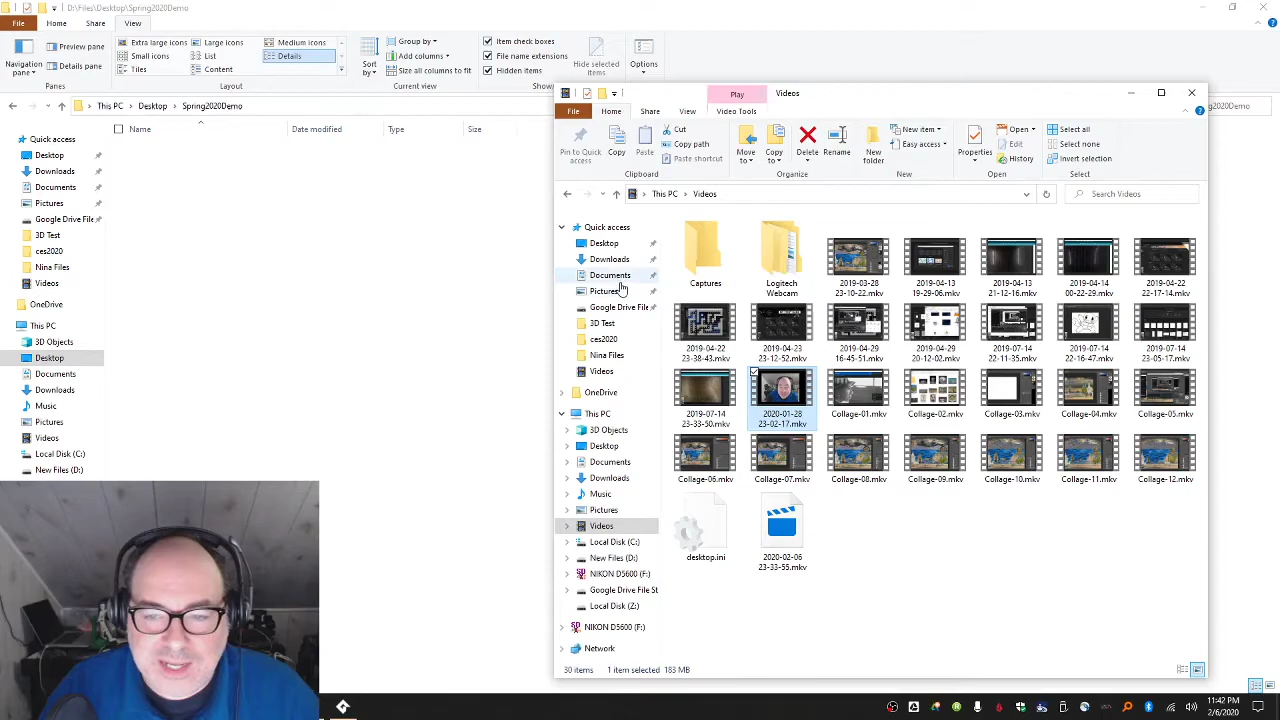 D:\Files\Desktop\Spring2020Demo
File Home Share View
Navigation pane
Preview pane
Details pane
Panes
Extra large icons Large icons Medium icons
Small icons List Details
Tiles Content
Layout
Sort by
Group by
Add columns
Size all columns to fit
Current view
Item check boxes
File name extensions
Hidden items
Hide selected items
Show/
Options
This PC Desktop Spring2020Demo
Name Date modified Type Size
Quick access
Desktop
Downloads
Documents
Pictures
Google Drive File
3D Test
ces2020
Nina Files
Videos
OneDrive
This PC
3D Objects
Desktop
Documents
Downloads
Music
Pictures
Videos
Local Disk (C:)
New Files (D:)
Play Videos
File Home Share View Video Tools
Pin to Quick access
Copy
Paste
Cut
Copy path
Paste shortcut
Clipboard
Move to
Copy to
Delete
Rename
Organize
New folder
New item
Easy access
New
Properties
Open
Edit
History
Open
Select all
Select none
Invert selection
Select
This PC Videos
Search Videos
Quick access
Desktop
Downloads
Documents
Pictures
Google Drive File
3D Test
ces2020
Nina Files
Videos
OneDrive
This PC
3D Objects
Desktop
Documents
Downloads
Music
Pictures
Videos
Local Disk (C:)
New Files (D:)
NIKON D5600 (F:)
Google Drive File St
Local Disk (Z:)
NIKON D5600 (F:)
Network
Captures
Logitech Webcam
2019-03-28 23-10-22.mkv
2019-04-13 19-29-06.mkv
2019-04-13 21-12-16.mkv
2019-04-14 00-22-29.mkv
2019-04-22 22-17-14.mkv
2019-04-22 23-38-43.mkv
2019-04-23 23-12-52.mkv
2019-04-29 16-45-51.mkv
2019-04-29 20-12-02.mkv
2019-07-14 22-11-35.mkv
2019-07-14 22-16-47.mkv
2019-07-14 23-05-17.mkv
2019-07-14 23-33-50.mkv
2020-01-28 23-02-17.mkv
Collage-01.mkv
Collage-02.mkv
Collage-03.mkv
Collage-04.mkv
Collage-05.mkv
Collage-06.mkv
Collage-07.mkv
Collage-08.mkv
Collage-09.mkv
Collage-10.mkv
Collage-11.mkv
Collage-12.mkv
desktop.ini
2020-02-06 23-33-55.mkv
30 items 1 item selected 183 MB
g2020Demo
11:42 PM
2/6/2020